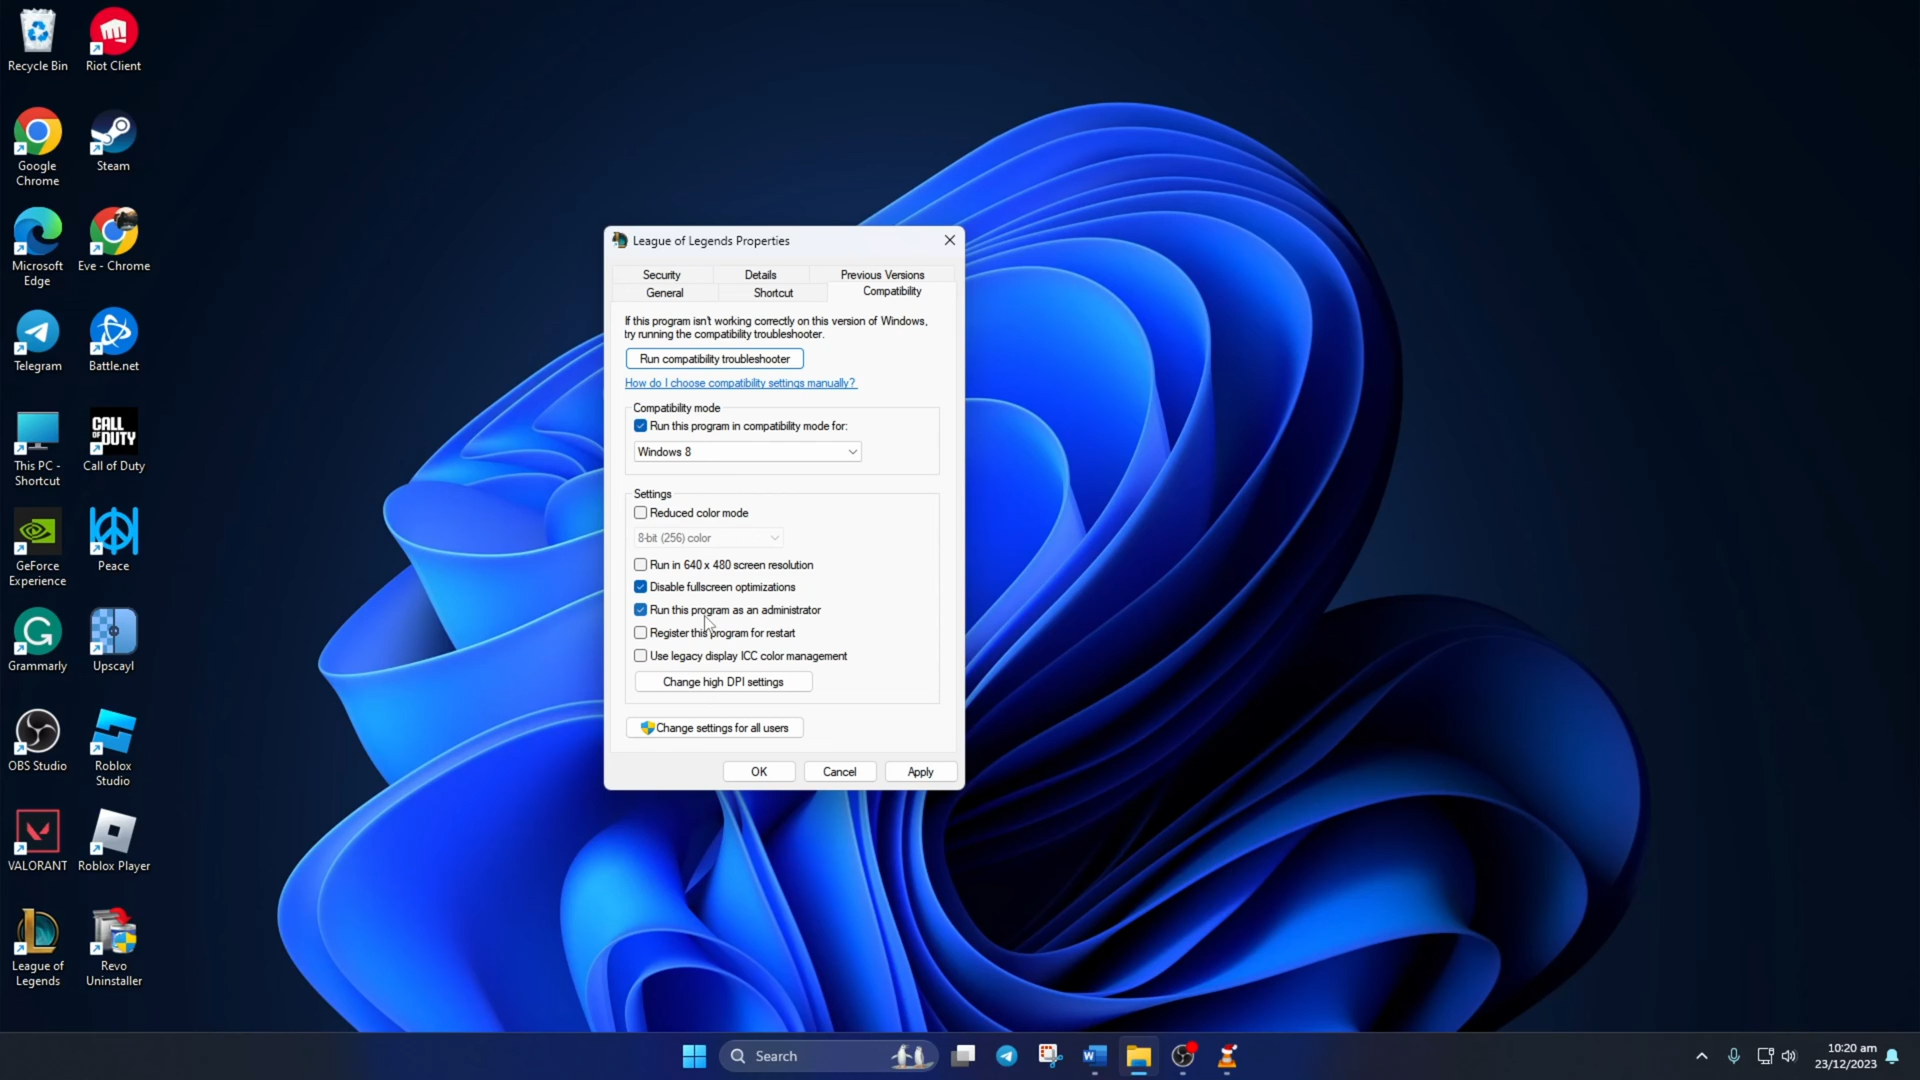 Recycle Bin
Riot Client
Google
Chrome
Steam
Microsoft
Edge
Eve - Chrome
Telegram
Battle.net
This PC -
Shortcut
CALL
OF DUTY
Call of Duty
GeForce
Experience
Peace
Grammarly
Upscayl
OBS Studio
Roblox
Studio
VALORANT
Roblox Player
League of
Legends
Revo
Uninstaller
League of Legends Properties
Security
Details
Previous Versions
General
Shortcut
Compatibility
If this program isn't working correctly on this version of Windows,
try running the compatibility troubleshooter.
Run compatibility troubleshooter
How do I choose compatibility settings manually?
Compatibility mode
Run this program in compatibility mode for:
Windows 8
Settings
Reduced color mode
8-bit (256) color
Run in 640 x 480 screen resolution
Disable fullscreen optimizations
Run this program as an administrator
Register this program for restart
Use legacy display ICC color management
Change high DPI settings
Change settings for all users
OK
Cancel
Apply
Search
10:20 am
23/12/2023